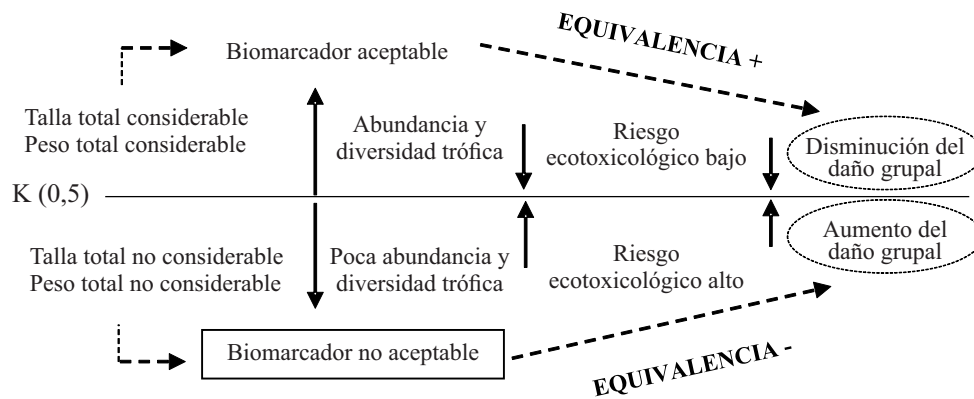 EQUIVALENCIA +
Biomarcador aceptable
Talla total considerable
Peso total considerable
Abundancia y
diversidad trófica
Riesgo
ecotoxicológico bajo
Disminución del
daño grupal
K (0,5)
Talla total no considerable
Peso total no considerable
Poca abundancia y
diversidad trófica
Riesgo
ecotoxicológico alto
Aumento del
daño grupal
Biomarcador no aceptable
EQUIVALENCIA -